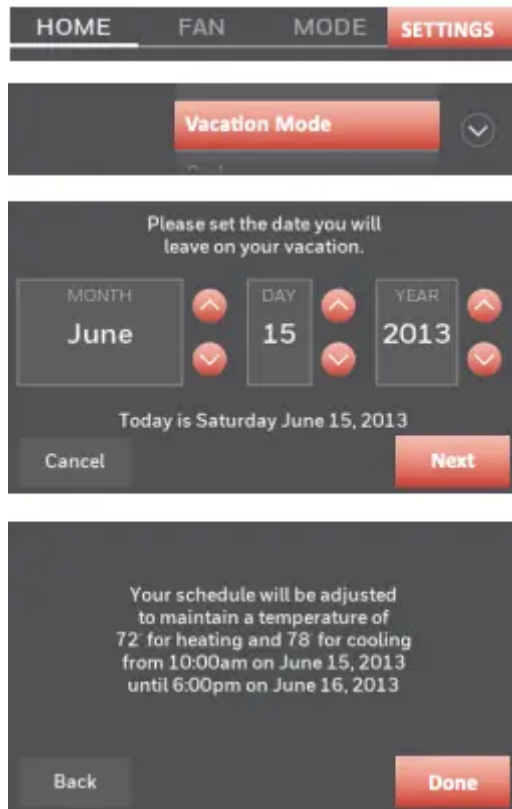 HOME FAN MODE SETTINGS
Vacation Mode
Please set the date you will
leave on your vacation.
MONTH DAY YEAR
June 15 2013
Today is Saturday June 15, 2013
Cancel Next
Your schedule will be adjusted
to maintain a temperature of
72° for heating and 78° for cooling
from 10:00am on June 15, 2013
until 6:00pm on June 16, 2013
Back Done